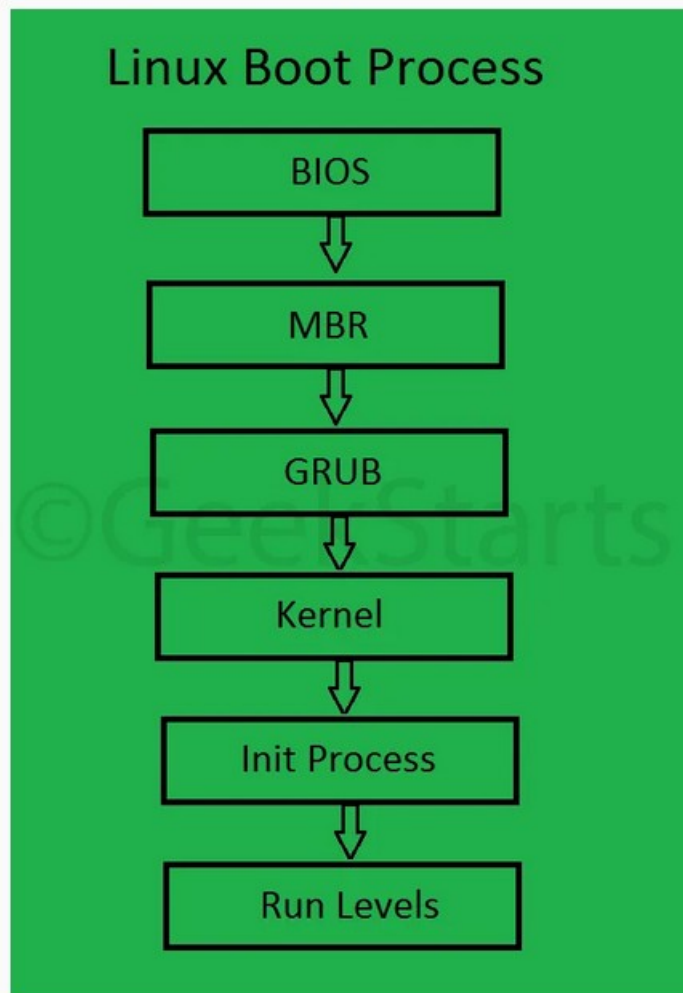 Linux Boot Process
BIOS
MBR
GRUB
©GeekStarts
Kernel
Init Process
Run Levels